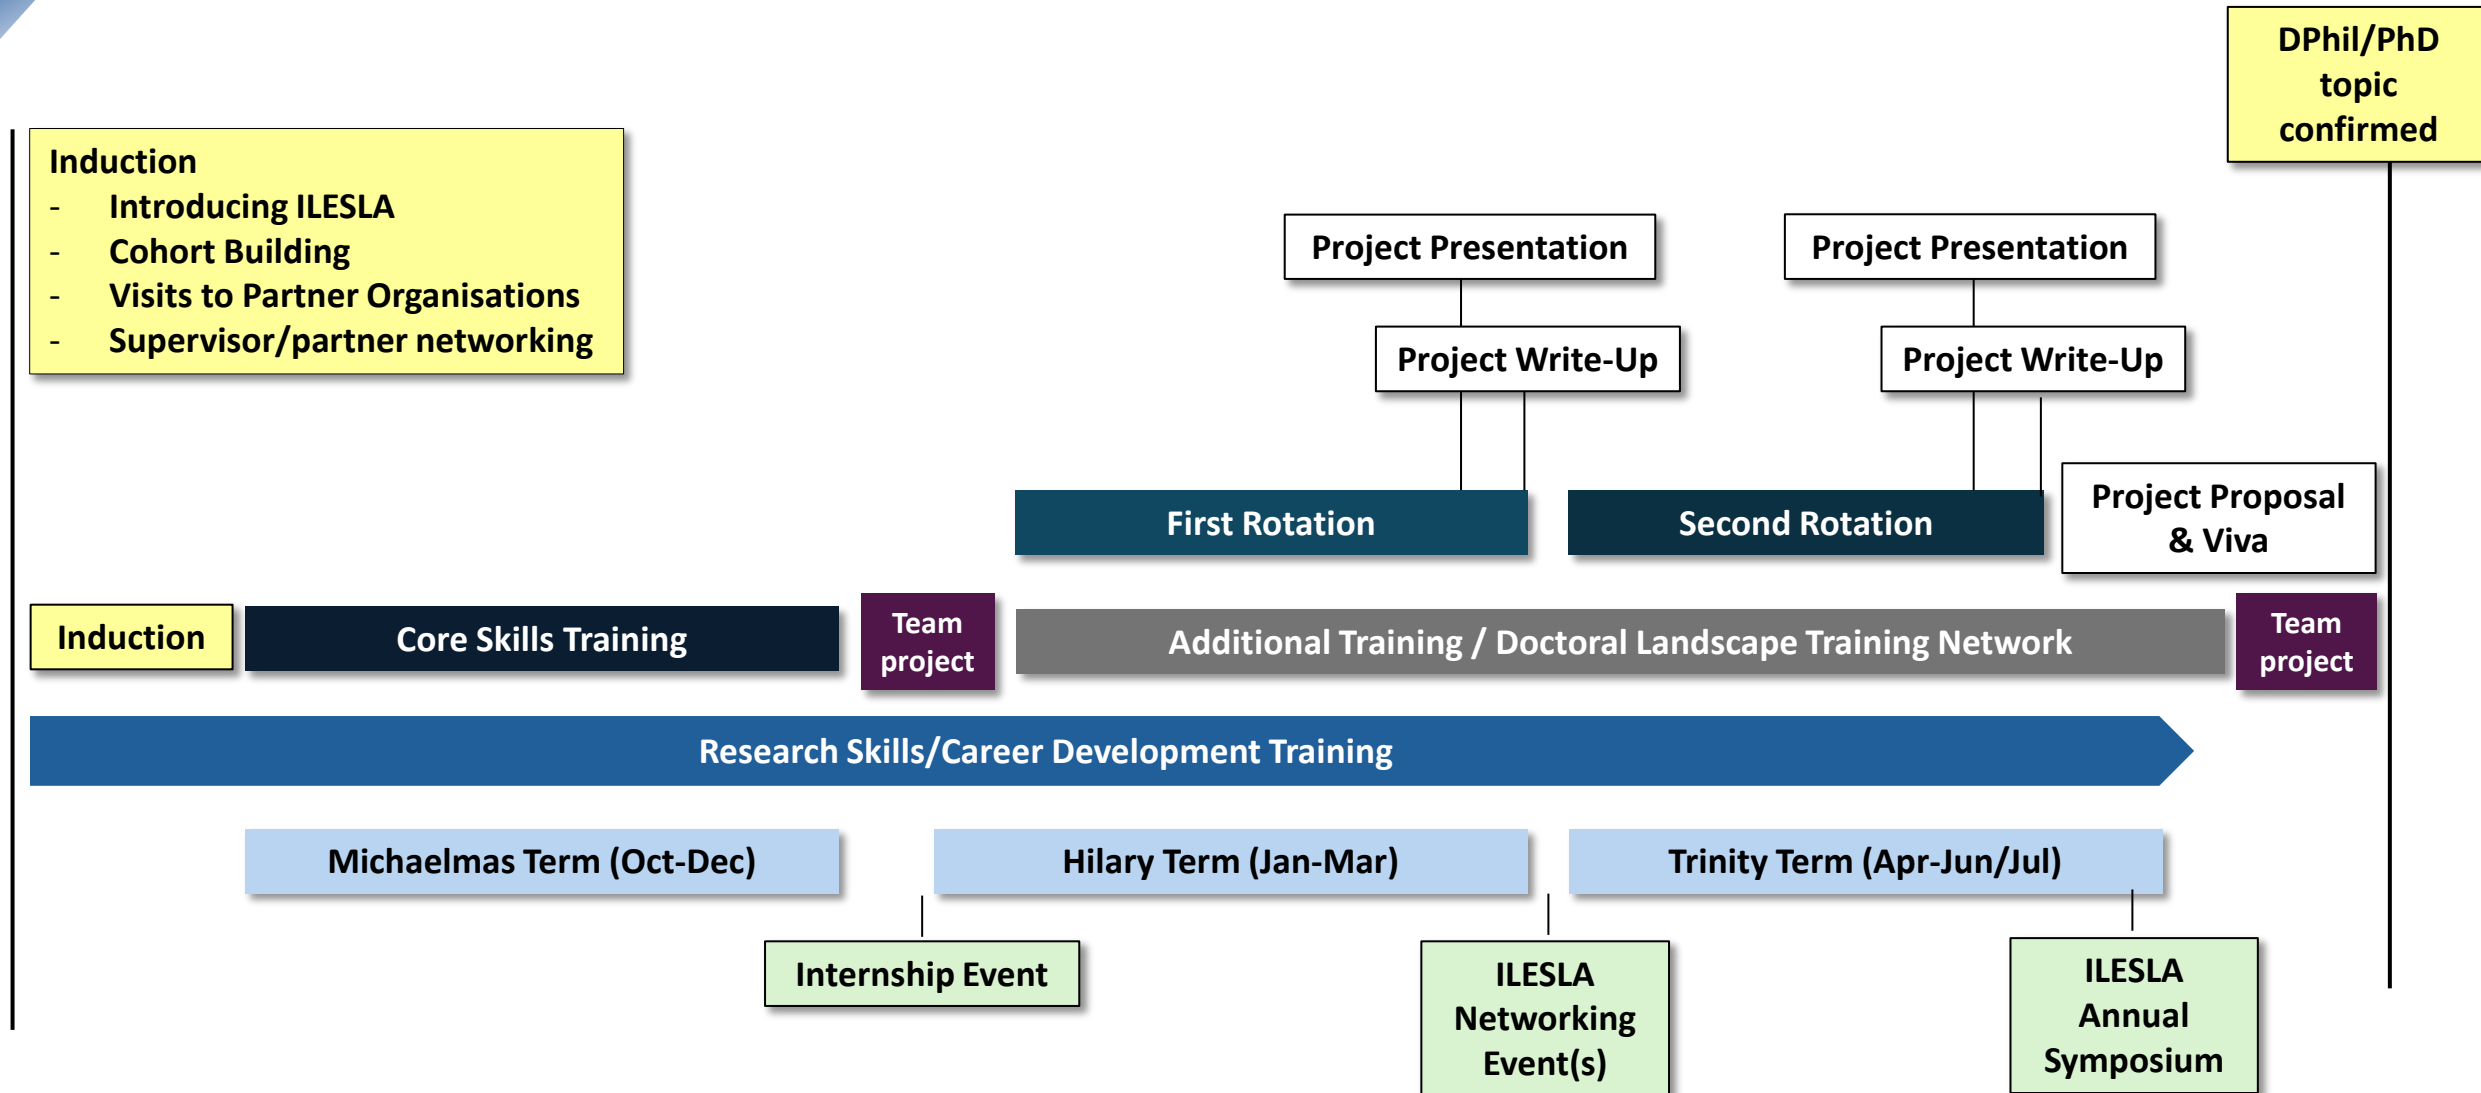 DPhil/PhD
topic
confirmed
Induction
- Introducing ILESLA
- Cohort Building
- Visits to Partner Organisations
- Supervisor/partner networking
Project Presentation
Project Presentation
Project Write-Up
Project Write-Up
First Rotation
Second Rotation
Project Proposal
& Viva
Induction
Core Skills Training
Team
project
Additional Training / Doctoral Landscape Training Network
Team
project
Research Skills/Career Development Training
Michaelmas Term (Oct-Dec)
Hilary Term (Jan-Mar)
Trinity Term (Apr-Jun/Jul)
Internship Event
ILESLA
Networking
Event(s)
ILESLA
Annual
Symposium